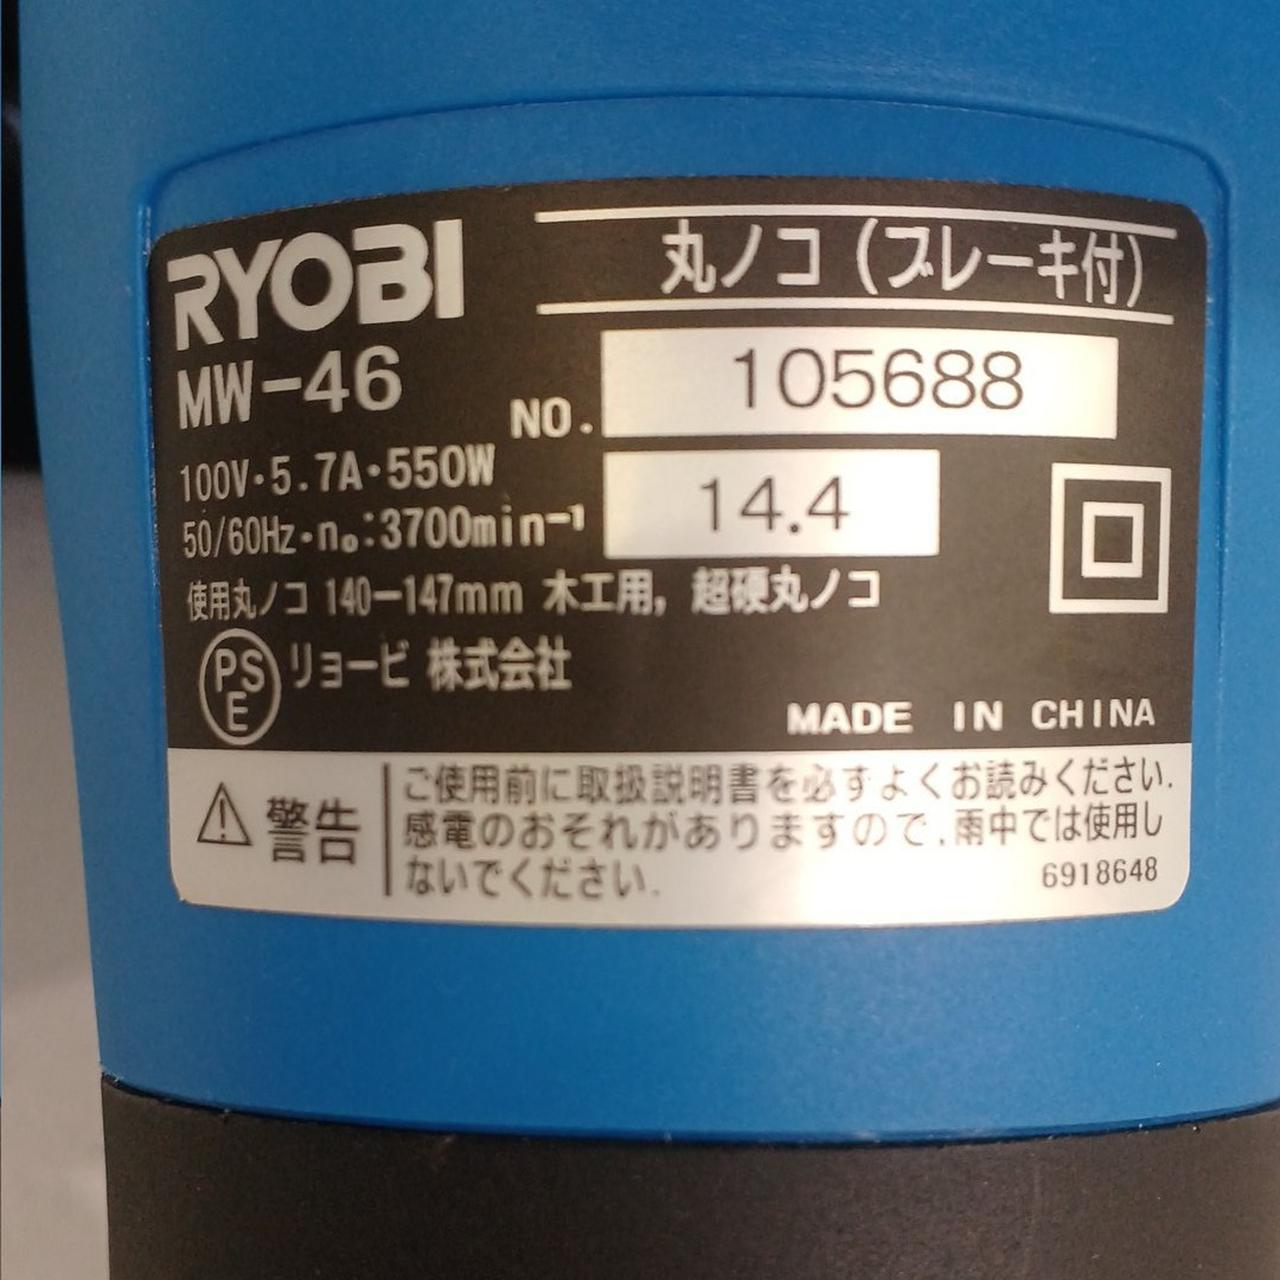 RYOBI
丸ノコ（ブレーキ付）
MW-46
NO. 105688
100V・5.7A・550W
14.4
50/60Hz・n₀:3700min⁻¹
使用丸ノコ 140-147mm 木工用，超硬丸ノコ
PSE リョービ 株式会社
MADE IN CHINA
警告
ご使用前に取扱説明書を必ずよくお読みください.
感電のおそれがありますので,雨中では使用し
ないでください.
6918648